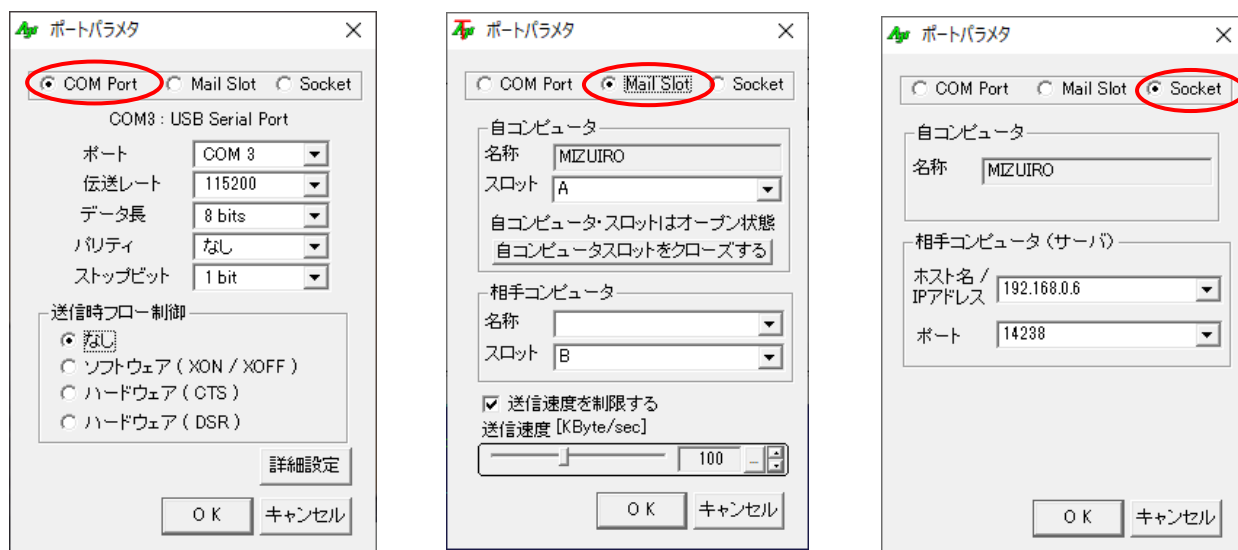 ポートパラメタ
COM Port Mail Slot Socket
COM3 : USB Serial Port
ポート COM 3
伝送レート 115200
データ長 8 bits
パリティ なし
ストップビット 1 bit
送信時フロー制御
なし
ソフトウェア ( XON / XOFF )
ハードウェア ( CTS )
ハードウェア ( DSR )
詳細設定
O K キャンセル
ポートパラメタ
COM Port Mail Slot Socket
自コンピュータ
名称 MIZUIRO
スロット A
自コンピュータ・スロットはオープン状態
自コンピュータスロットをクローズする
相手コンピュータ
名称
スロット B
送信速度を制限する
送信速度 [KByte/sec]
100
O K キャンセル
ポートパラメタ
COM Port Mail Slot Socket
自コンピュータ
名称 MIZUIRO
相手コンピュータ (サーバ)
ホスト名 /
IPアドレス 192.168.0.6
ポート 14238
O K キャンセル